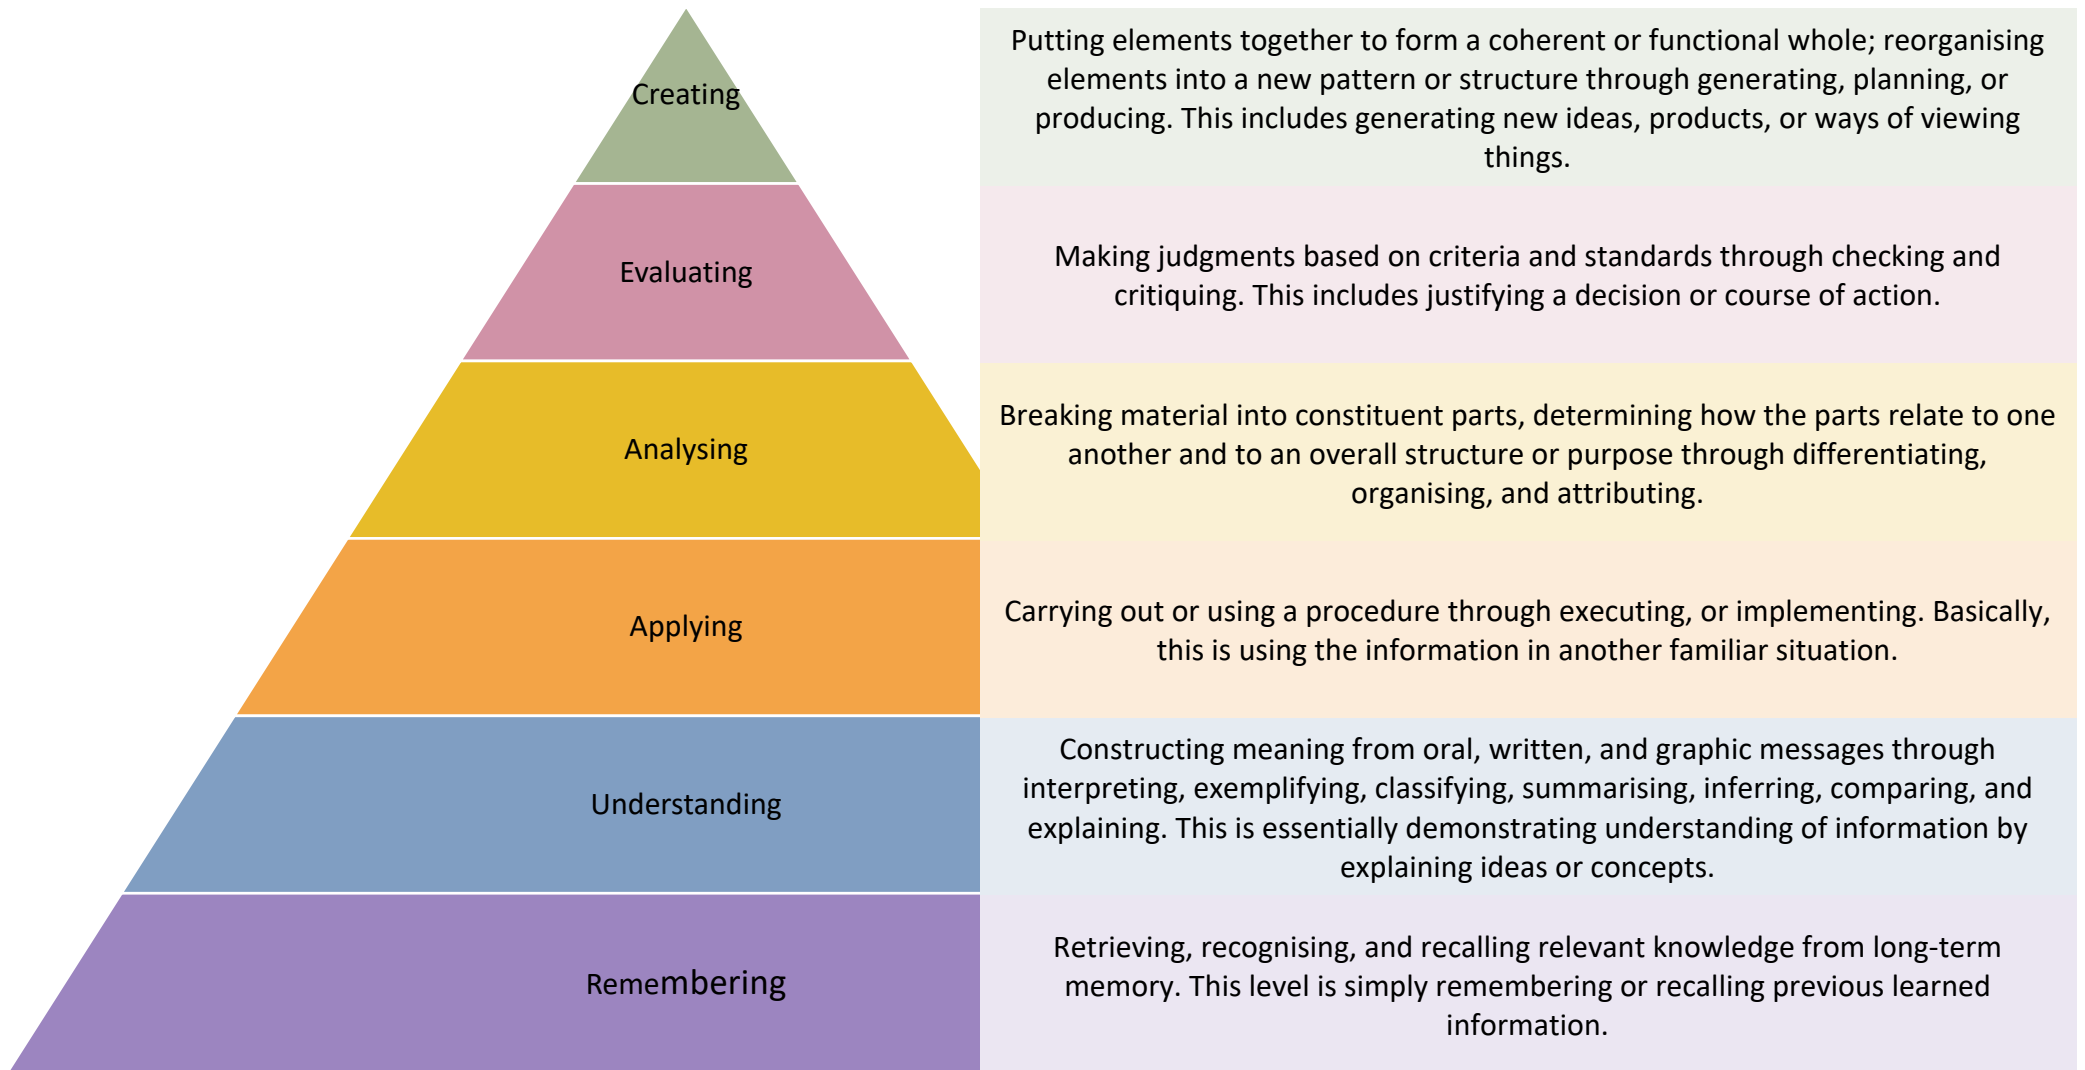 Creating
Putting elements together to form a coherent or functional whole; reorganising
elements into a new pattern or structure through generating, planning, or
producing. This includes generating new ideas, products, or ways of viewing
things.
Evaluating
Making judgments based on criteria and standards through checking and
critiquing. This includes justifying a decision or course of action.
Analysing
Breaking material into constituent parts, determining how the parts relate to one
another and to an overall structure or purpose through differentiating,
organising, and attributing.
Applying
Carrying out or using a procedure through executing, or implementing. Basically,
this is using the information in another familiar situation.
Understanding
Constructing meaning from oral, written, and graphic messages through
interpreting, exemplifying, classifying, summarising, inferring, comparing, and
explaining. This is essentially demonstrating understanding of information by
explaining ideas or concepts.
Remembering
Retrieving, recognising, and recalling relevant knowledge from long-term
memory. This level is simply remembering or recalling previous learned
information.